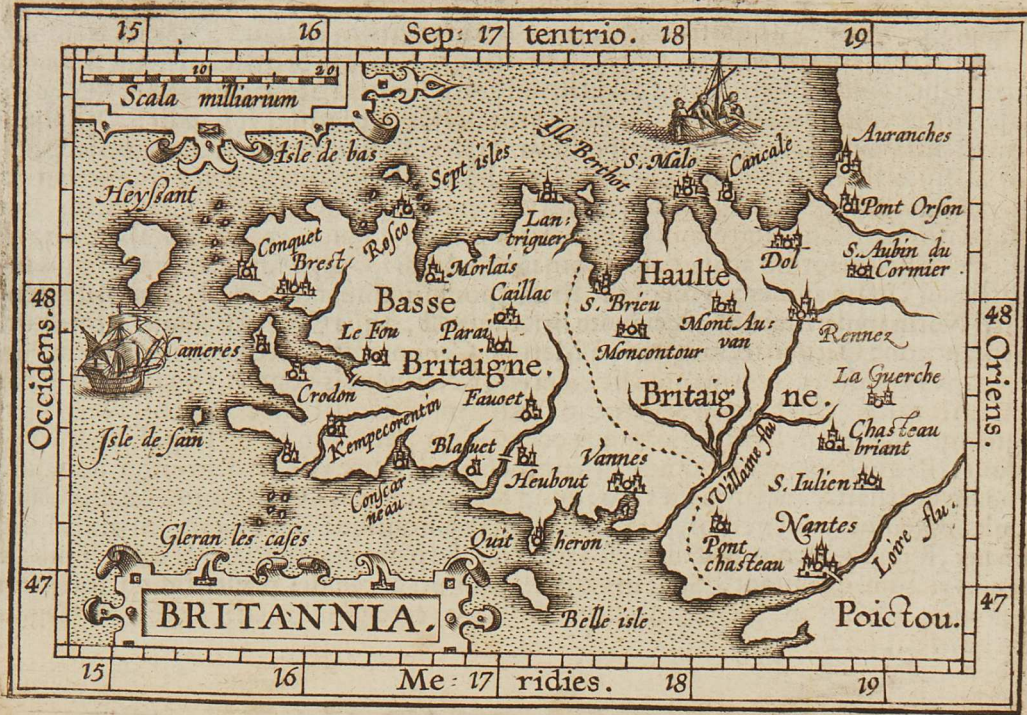 15 16 Sep: 17 tentrio. 18 19
10 20
Scala milliarium
Isle de bas
Sept isles
Isle Berthot
S. Malo
Cancale
Auranches
Heyſsant
Pont Orſon
Conquet
Brest
Rosco
Lan:
triguer
Morlais
Dol
S. Aubin du
Cormier
Occidens. 48
48 Oriens.
Basse
Britaigne.
Caillac
S. Brieu
Haulte
Britaig ne.
Mont Au:
van
Moncontour
Rennez
Le Fou
Parai
Cameres
Crodon
La Guerche
Fauoet
Kempecorentin
Chasteau
briant
Isle de ſain
Blauet
Heubout
Vannes
Villaine flu
S. Iulien
Conſcar
neau
Gleran les caſes
Quit heron
Pont
chasteau
Nantes
Loire flu.
47
47
BRITANNIA.
Belle isle
Poictou.
15 16 Me: 17 ridies. 18 19